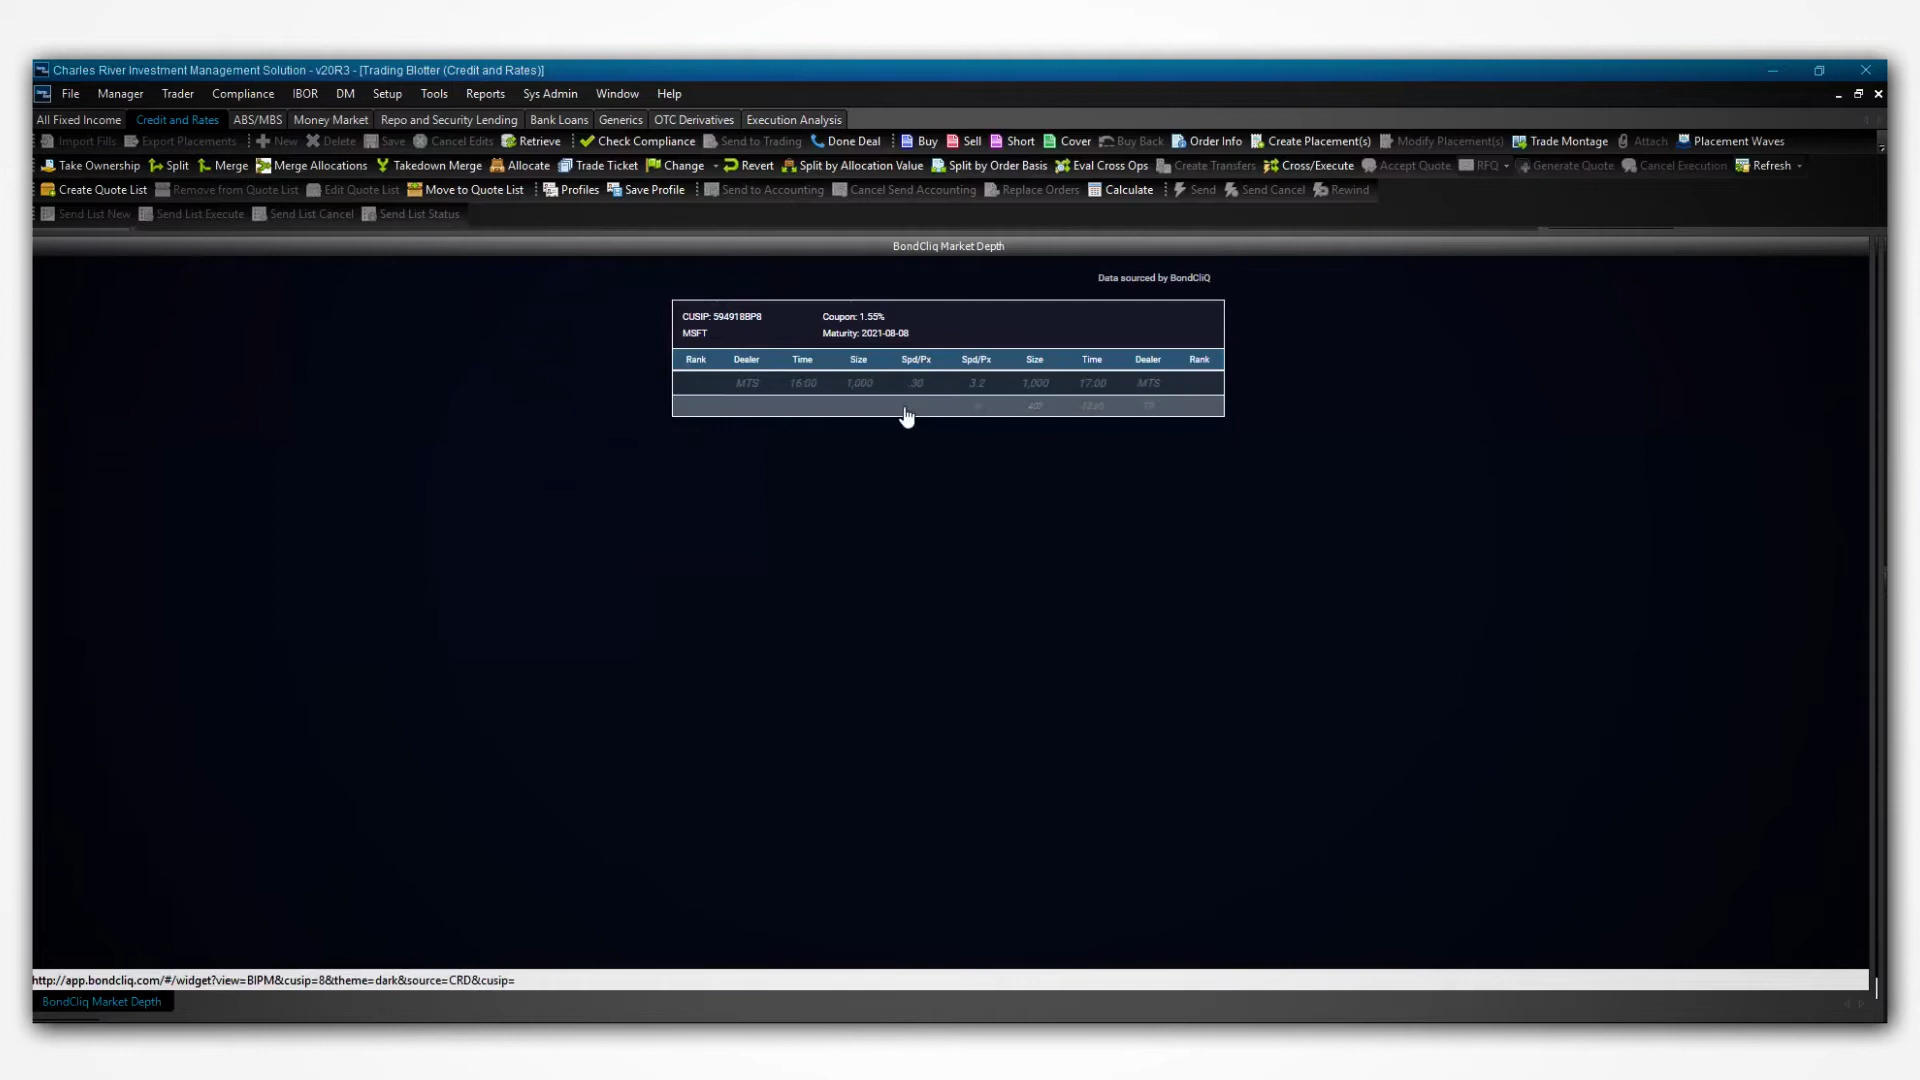 Charles River Investment Management Solution - v20R3 - [Trading Blotter (Credit and Rates)]
File Manager Trader Compliance IBOR DM Setup Tools Reports Sys Admin Window Help
All Fixed Income Credit and Rates ABS/MBS Money Market Repo and Security Lending Bank Loans Generics OTC Derivatives Execution Analysis
Import Fills Export Placements New Delete Save Cancel Edits Retrieve Check Compliance Send to Trading Done Deal Buy Sell Short Cover Buy Back Order Info Create Placement(s) Modify Placement(s) Trade Montage Attach Placement Waves
Take Ownership Split Merge Merge Allocations Takedown Merge Allocate Trade Ticket Change Revert Split by Allocation Value Split by Order Basis Eval Cross Ops Create Transfers Cross/Execute Accept Quote RFQ Generate Quote Cancel Execution Refresh
Create Quote List Remove from Quote List Edit Quote List Move to Quote List Profiles Save Profile Send to Accounting Cancel Send Accounting Replace Orders Calculate Send Send Cancel Rewind
Send List New Send List Execute Send List Cancel Send List Status
BondCliq Market Depth
Data sourced by BondCliQ
CUSIP: 594918BP8 Coupon: 1.55%
MSFT Maturity: 2021-08-08
Rank Dealer Time Size Spd/Px Spd/Px Size Time Dealer Rank
MTS 16:00 1,000 .30 3.2 1,000 17:00 MTS
http://app.bondcliq.com/#/widget?view=BIPM&cusip=8&theme=dark&source=CRD&cusip=
BondCliq Market Depth